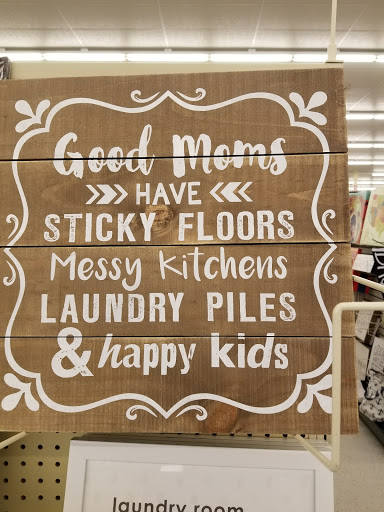 Good Moms
HAVE
STICKY FLOORS
Messy Kitchens
LAUNDRY PILES
& happy kids
laundry room